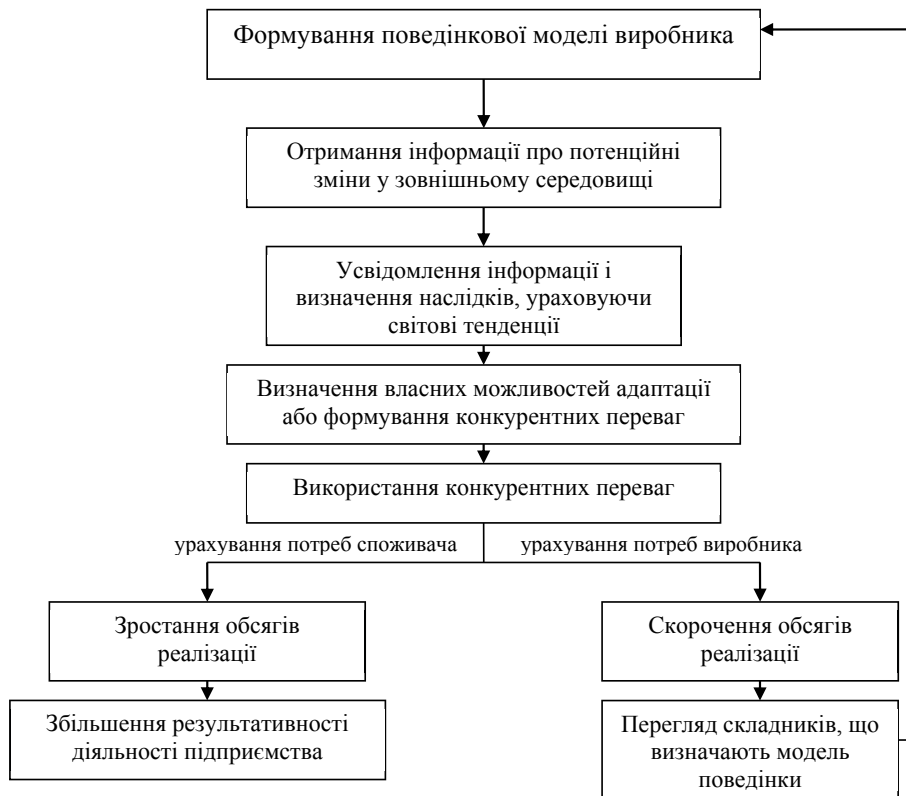 Формування поведінкової моделі виробника
Отримання інформації про потенційні
зміни у зовнішньому середовищі
Усвідомлення інформації і
визначення наслідків, ураховуючи
світові тенденції
Визначення власних можливостей адаптації
або формування конкурентних переваг
Використання конкурентних переваг
урахування потреб споживача
урахування потреб виробника
Зростання обсягів
реалізації
Скорочення обсягів
реалізації
Збільшення результативності
діяльності підприємства
Перегляд складників, що
визначають модель
поведінки